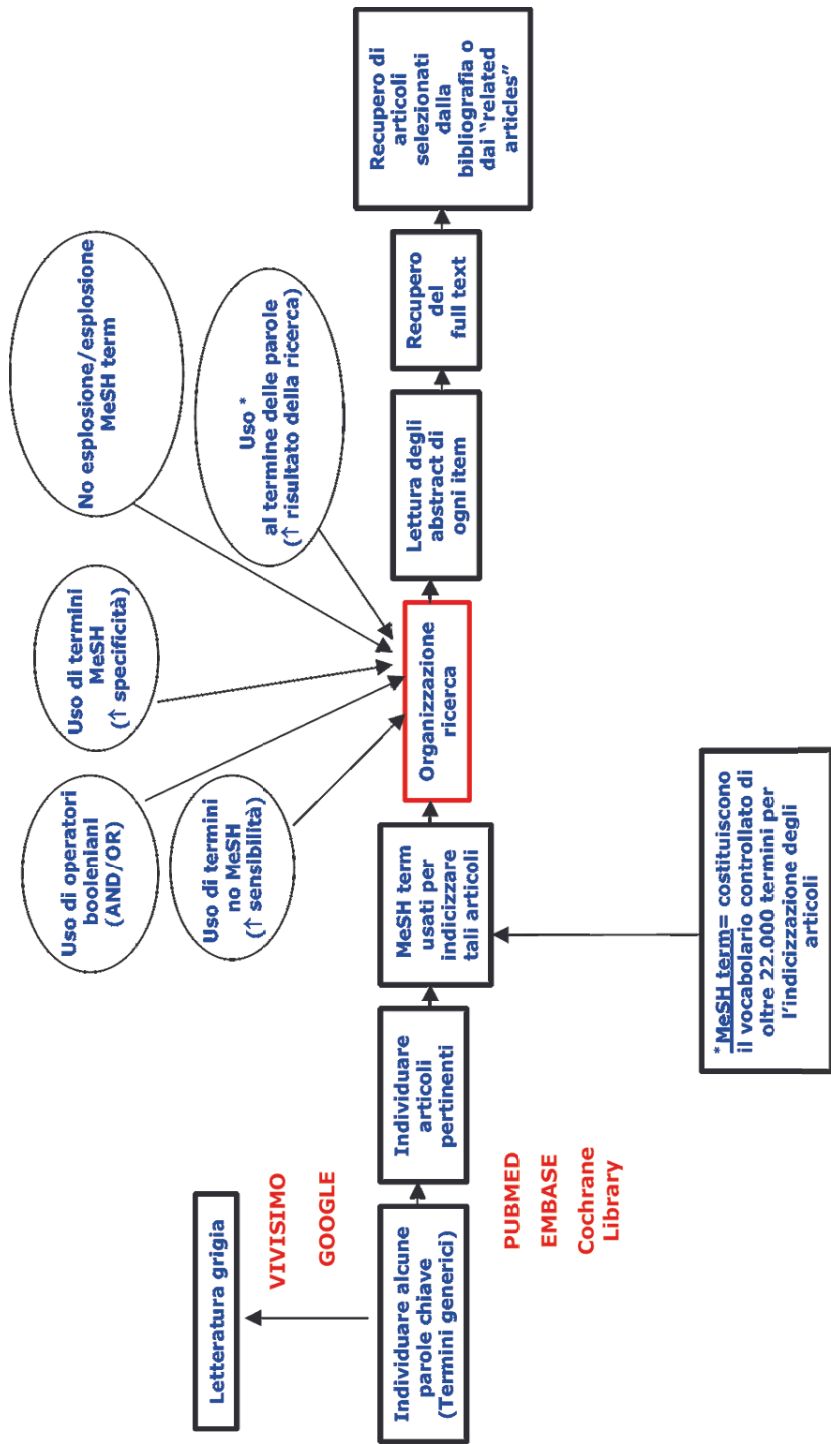 Letteratura grigia
VIVISIMO
GOOGLE
Individuare alcune
parole chiave
(Termini generici)
PUBMED
EMBASE
Cochrane
Library
Individuare
articoli
pertinenti
MeSH term
usati per
indicizzare
tali articoli
*MeSH term= costituiscono
il vocabolario controllato di
oltre 22.000 termini per
l'indicizzazione degli
articoli
Uso di operatori
booleniani
(AND/OR)
Uso di termini
no MeSH
(↑ sensibilità)
Uso di termini
MeSH
(↑ specificità)
No esplosione/esplosione
MeSH term
Uso *
al termine delle parole
(↑ risultato della ricerca)
Organizzazione
ricerca
Lettura degli
abstract di
ogni item
Recupero
del
full text
Recupero di
articoli
selezionati
dalla
bibliografia o
dai “related
articles”